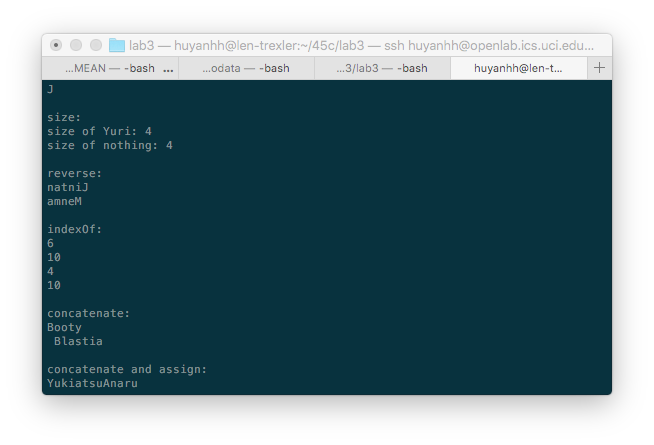 lab3 — huyanhh@len-trexler:~/45c/lab3 — ssh huyanhh@openlab.ics.uci.edu...
...MEAN — -bash ...
...odata — -bash
...3/lab3 — -bash
huyanhh@len-t...
+
J
size:
size of Yuri: 4
size of nothing: 4
reverse:
natniJ
amneM
indexOf:
6
10
4
10
concatenate:
Booty
 Blastia
concatenate and assign:
YukiatsuAnaru